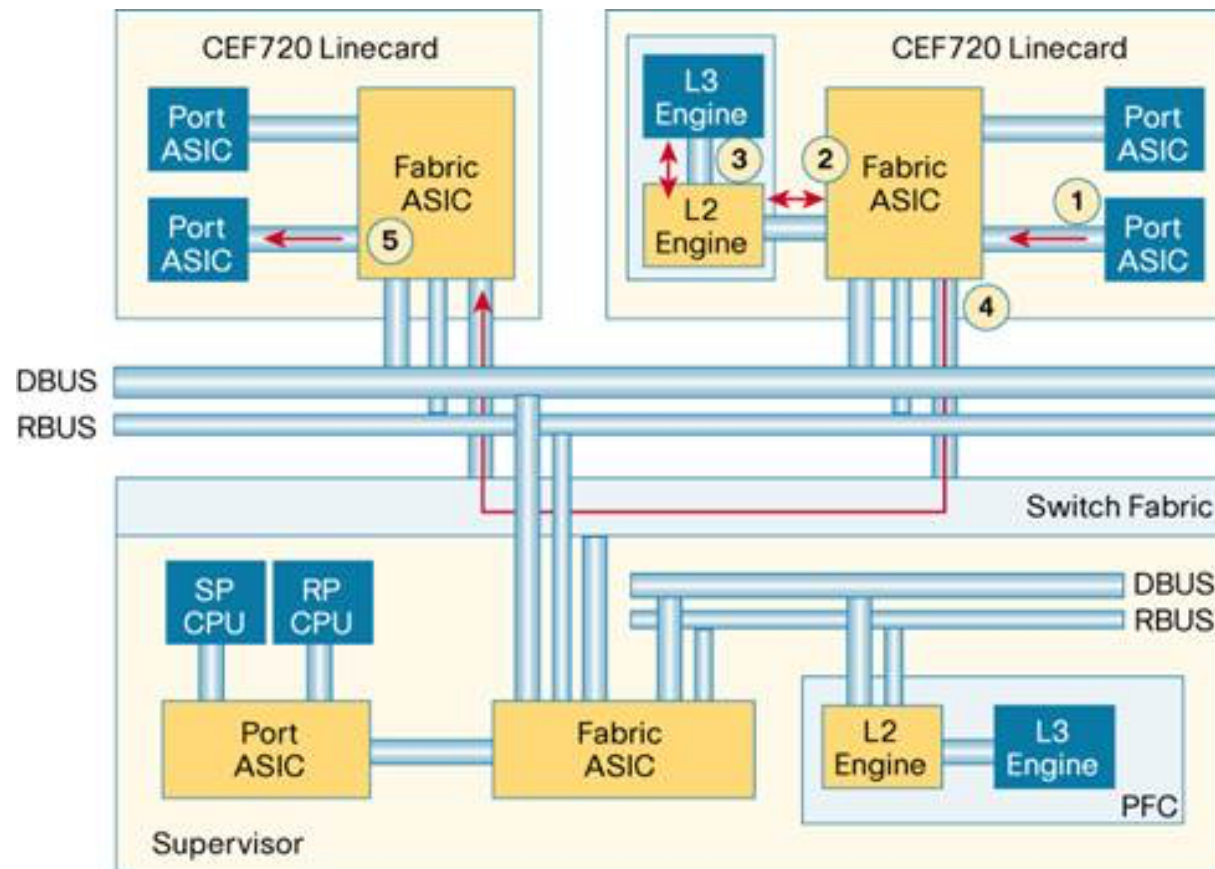 CEF720 Linecard
Port
ASIC
Fabric
ASIC
Port
ASIC
5
CEF720 Linecard
L3
Engine
3
2
L2
Engine
Fabric
ASIC
Port
ASIC
1
Port
ASIC
4
DBUS
RBUS
Switch Fabric
SP
CPU
RP
CPU
DBUS
RBUS
Port
ASIC
Fabric
ASIC
L2
Engine
L3
Engine
PFC
Supervisor